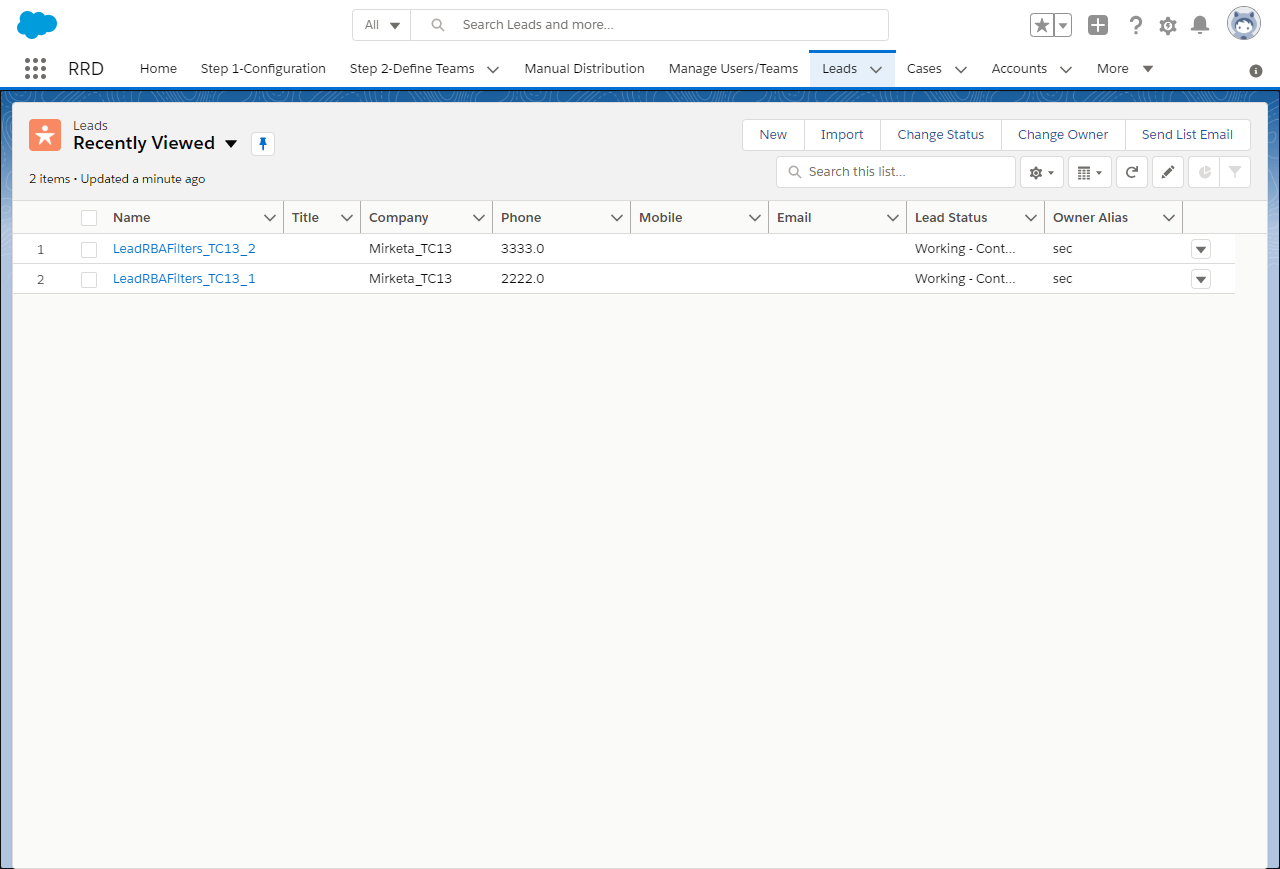 All
Search Leads and more...
RRD
Home
Step 1-Configuration
Step 2-Define Teams
Manual Distribution
Manage Users/Teams
Leads
Cases
Accounts
More
Leads
Recently Viewed
New
Import
Change Status
Change Owner
Send List Email
2 items • Updated a minute ago
Search this list...
Name
Title
Company
Phone
Mobile
Email
Lead Status
Owner Alias
1
LeadRBAFilters_TC13_2
Mirketa_TC13
3333.0
Working - Cont...
sec
2
LeadRBAFilters_TC13_1
Mirketa_TC13
2222.0
Working - Cont...
sec